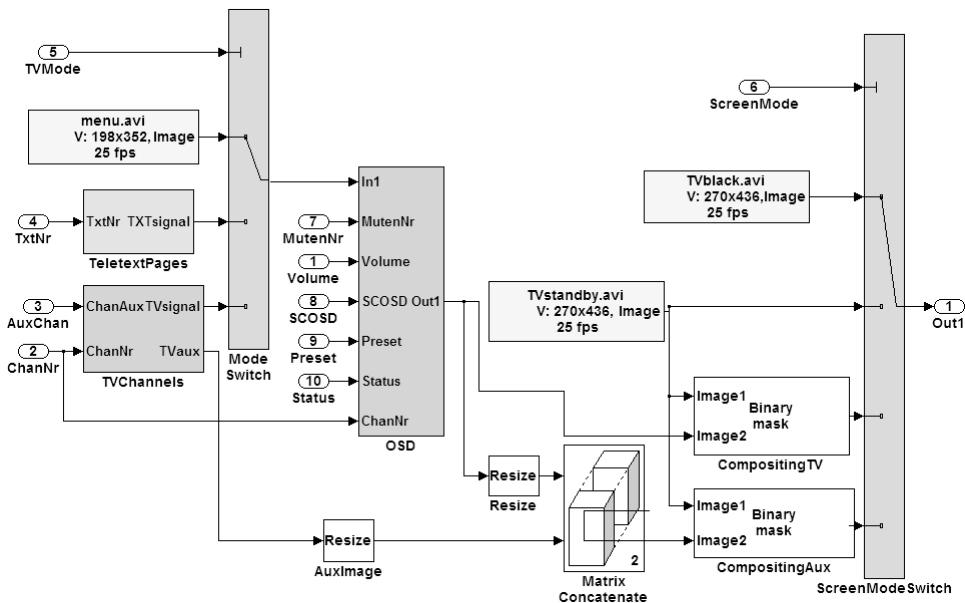 5
TVMode
menu.avi
V: 198x352, Image
25 fps
4
TxtNr
TxtNr TXTsignal
TeletextPages
3
AuxChan
2
ChanNr
ChanAux TVsignal
ChanNr TVaux
TVChannels
Mode
Switch
7
MutenNr
1
Volume
8
SCOSD
9
Preset
10
Status
In1
MutenNr
Volume
SCOSD Out1
Preset
Status
ChanNr
OSD
Resize
AuxImage
Resize
Resize
2
Matrix
Concatenate
6
ScreenMode
TVblack.avi
V: 270x436,Image
25 fps
TVstandby.avi
V: 270x436, Image
25 fps
Image1
Image2
Binary
mask
CompositingTV
Image1
Image2
Binary
mask
CompositingAux
ScreenModeSwitch
1
Out1